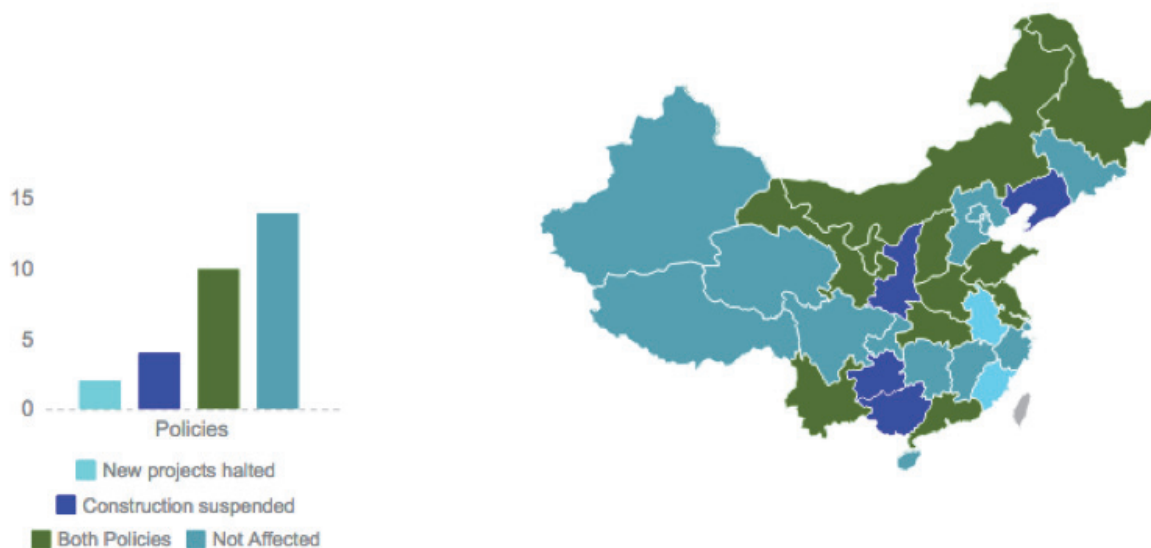 15
10
5
0
Policies
New projects halted
Construction suspended
Both Policies Not Affected